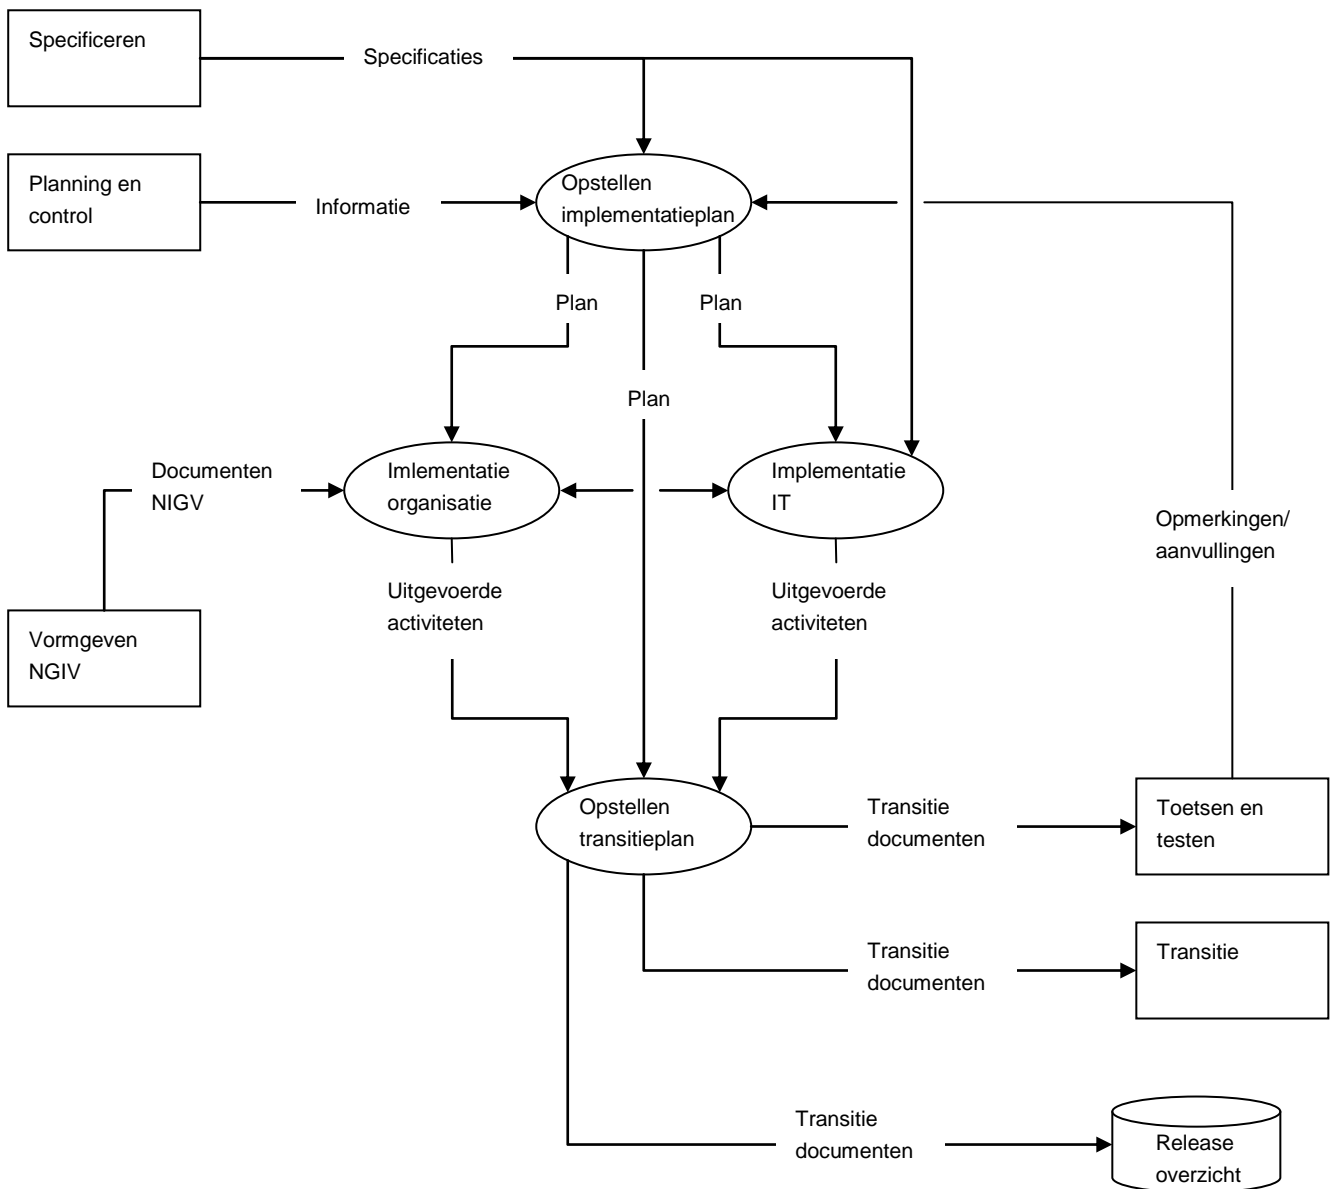 Specificeren
Specificaties
Planning en
control
Informatie
Opstellen
implementatieplan
Plan
Plan
Plan
Documenten
NIGV
Imlementatie
organisatie
Implementatie
IT
Opmerkingen/
aanvullingen
Uitgevoerde
activiteten
Uitgevoerde
activiteten
Vormgeven
NGIV
Opstellen
transitieplan
Transitie
documenten
Toetsen en
testen
Transitie
documenten
Transitie
Transitie
documenten
Release
overzicht